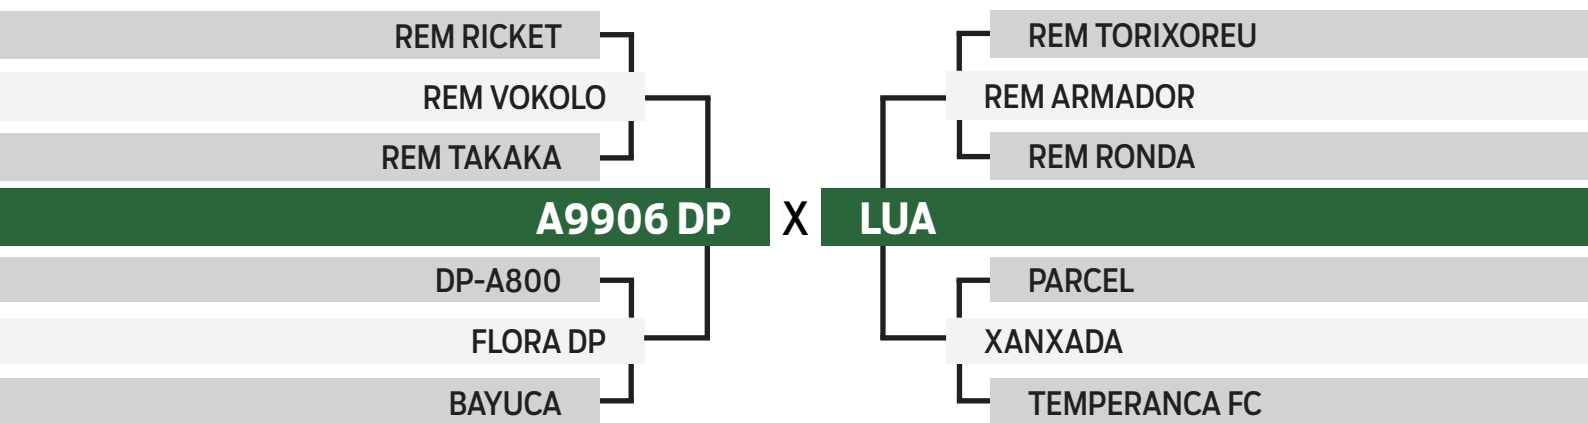 REM RICKET
REM TORIXOREU
REM VOKOLO
REM ARMADOR
REM TAKAKA
REM RONDA
A9906 DP X LUA
DP-A800
PARCEL
FLORA DP
XANXADA
BAYUCA
TEMPERANCA FC